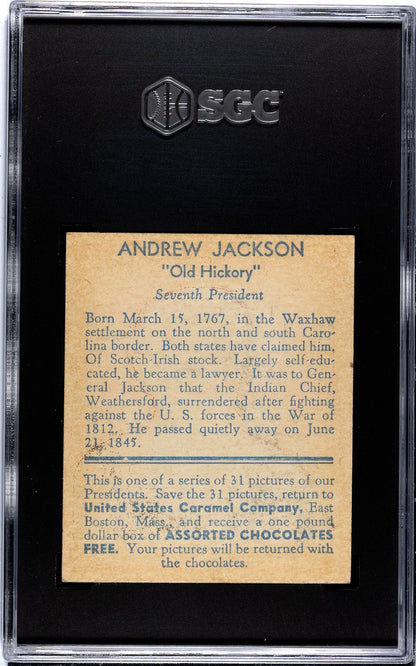 SGC
ANDREW JACKSON
"Old Hickory"
Seventh President
Born March 15, 1767, in the Waxhaw
settlement on the north and south Caro-
lina border. Both states have claimed him.
Of Scotch-Irish stock. Largely self-edu-
cated, he became a lawyer. It was to Gen-
eral Jackson that the Indian Chief,
Weathersford, surrendered after fighting
against the U. S. forces in the War of
1812. He passed quietly away on June
21, 1845.
This is one of a series of 31 pictures of our
Presidents. Save the 31 pictures, return to
United States Caramel Company, East
Boston, Mass., and receive a one pound
dollar box of ASSORTED CHOCOLATES
FREE. Your pictures will be returned with
the chocolates.